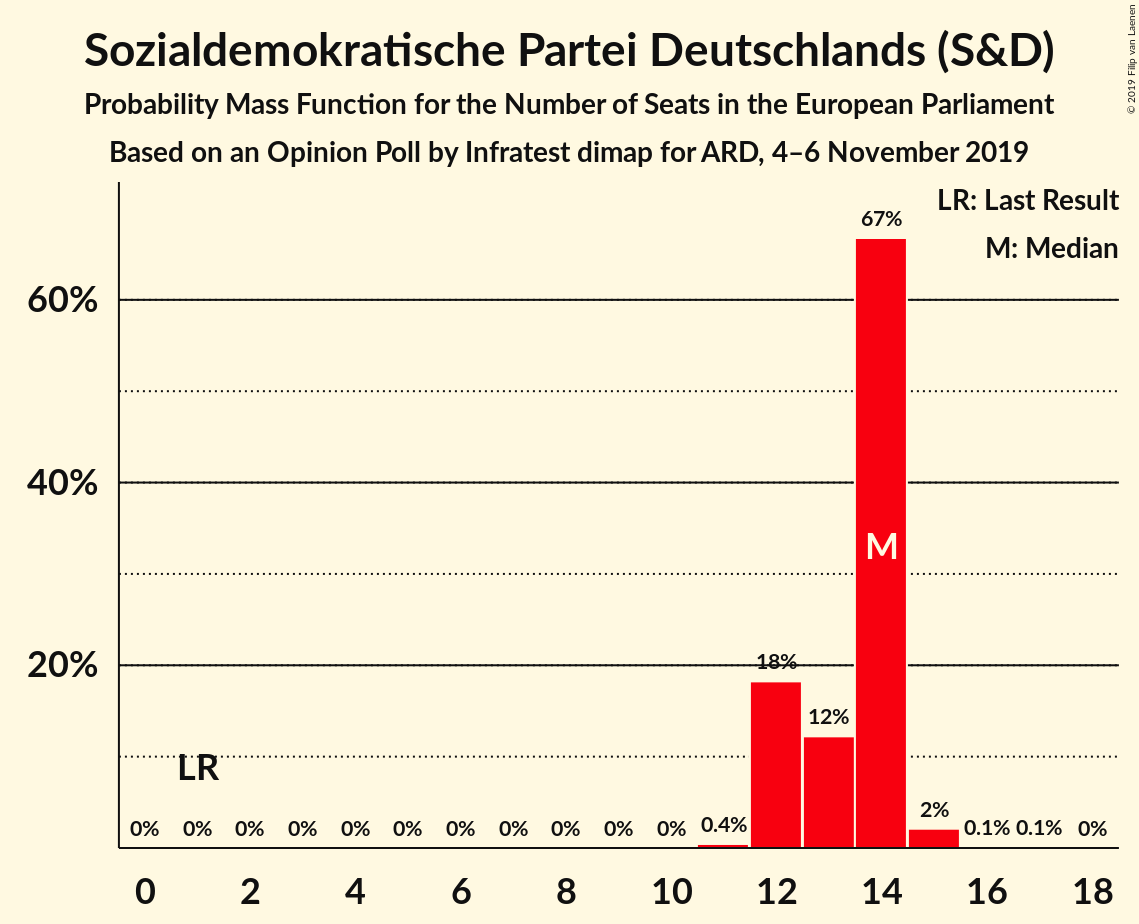 Sozialdemokratische Partei Deutschlands (S&D)
Probability Mass Function for the Number of Seats in the European Parliament
Based on an Opinion Poll by Infratest dimap for ARD, 4–6 November 2019
© 2019 Filip van Laenen
LR: Last Result
M: Median
67%
60%
40%
M
20%
18%
12%
LR
0% 0% 0% 0% 0% 0% 0% 0% 0% 0% 0% 0.4% 2% 0.1% 0.1% 0%
0 2 4 6 8 10 12 14 16 18